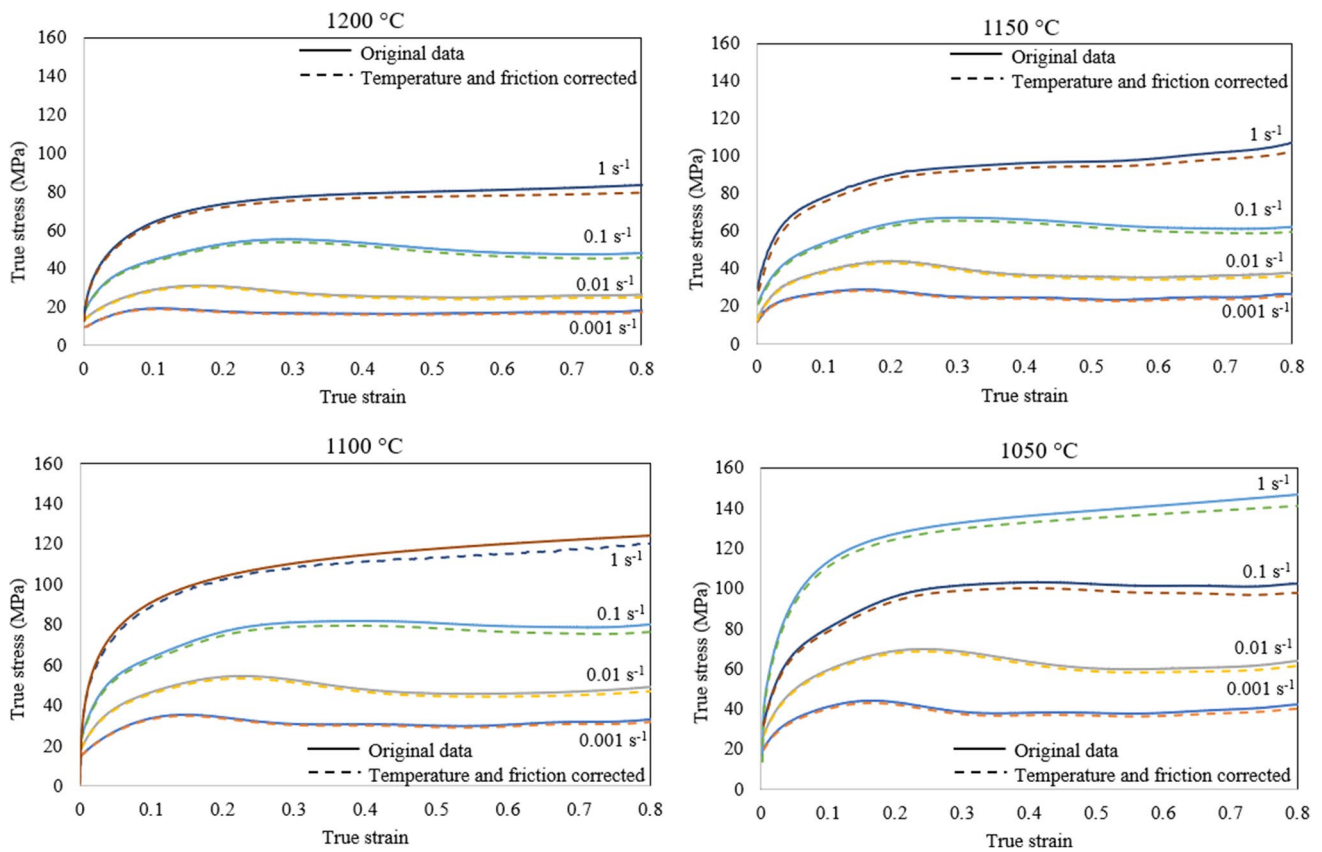 1200 °C
160
Original data
Temperature and friction corrected
140
120
100
80
60
40
20
0
True stress (MPa)
1 s-1
0.1 s-1
0.01 s-1
0.001 s-1
0 0.1 0.2 0.3 0.4 0.5 0.6 0.7 0.8
True strain
1150 °C
160
Original data
Temperature and friction corrected
140
120
100
80
60
40
20
0
True stress (MPa)
1 s-1
0.1 s-1
0.01 s-1
0.001 s-1
0 0.1 0.2 0.3 0.4 0.5 0.6 0.7 0.8
True strain
1100 °C
160
140
120
100
80
60
40
20
0
True stress (MPa)
1 s-1
0.1 s-1
0.01 s-1
0.001 s-1
Original data
Temperature and friction corrected
0 0.1 0.2 0.3 0.4 0.5 0.6 0.7 0.8
True strain
1050 °C
160
140
120
100
80
60
40
20
0
True stress (MPa)
1 s-1
0.1 s-1
0.01 s-1
0.001 s-1
Original data
Temperature and friction corrected
0 0.1 0.2 0.3 0.4 0.5 0.6 0.7 0.8
True strain